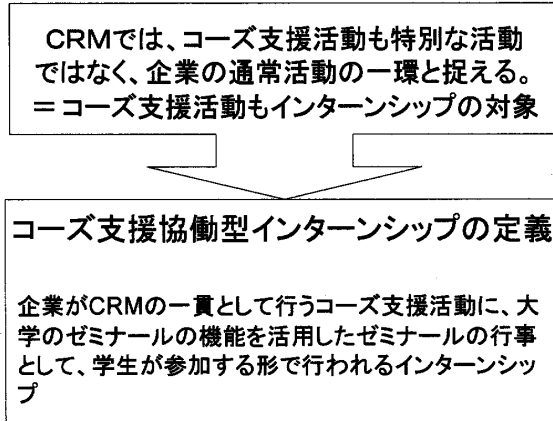 CRMでは、コーズ支援活動も特別な活動
ではなく、企業の通常活動の一環と捉える。
＝コーズ支援活動もインターンシップの対象
コーズ支援協働型インターンシップの定義
企業がCRMの一貫として行うコーズ支援活動に、大
学のゼミナールの機能を活用したゼミナールの行事
として、学生が参加する形で行われるインターンシッ
プ